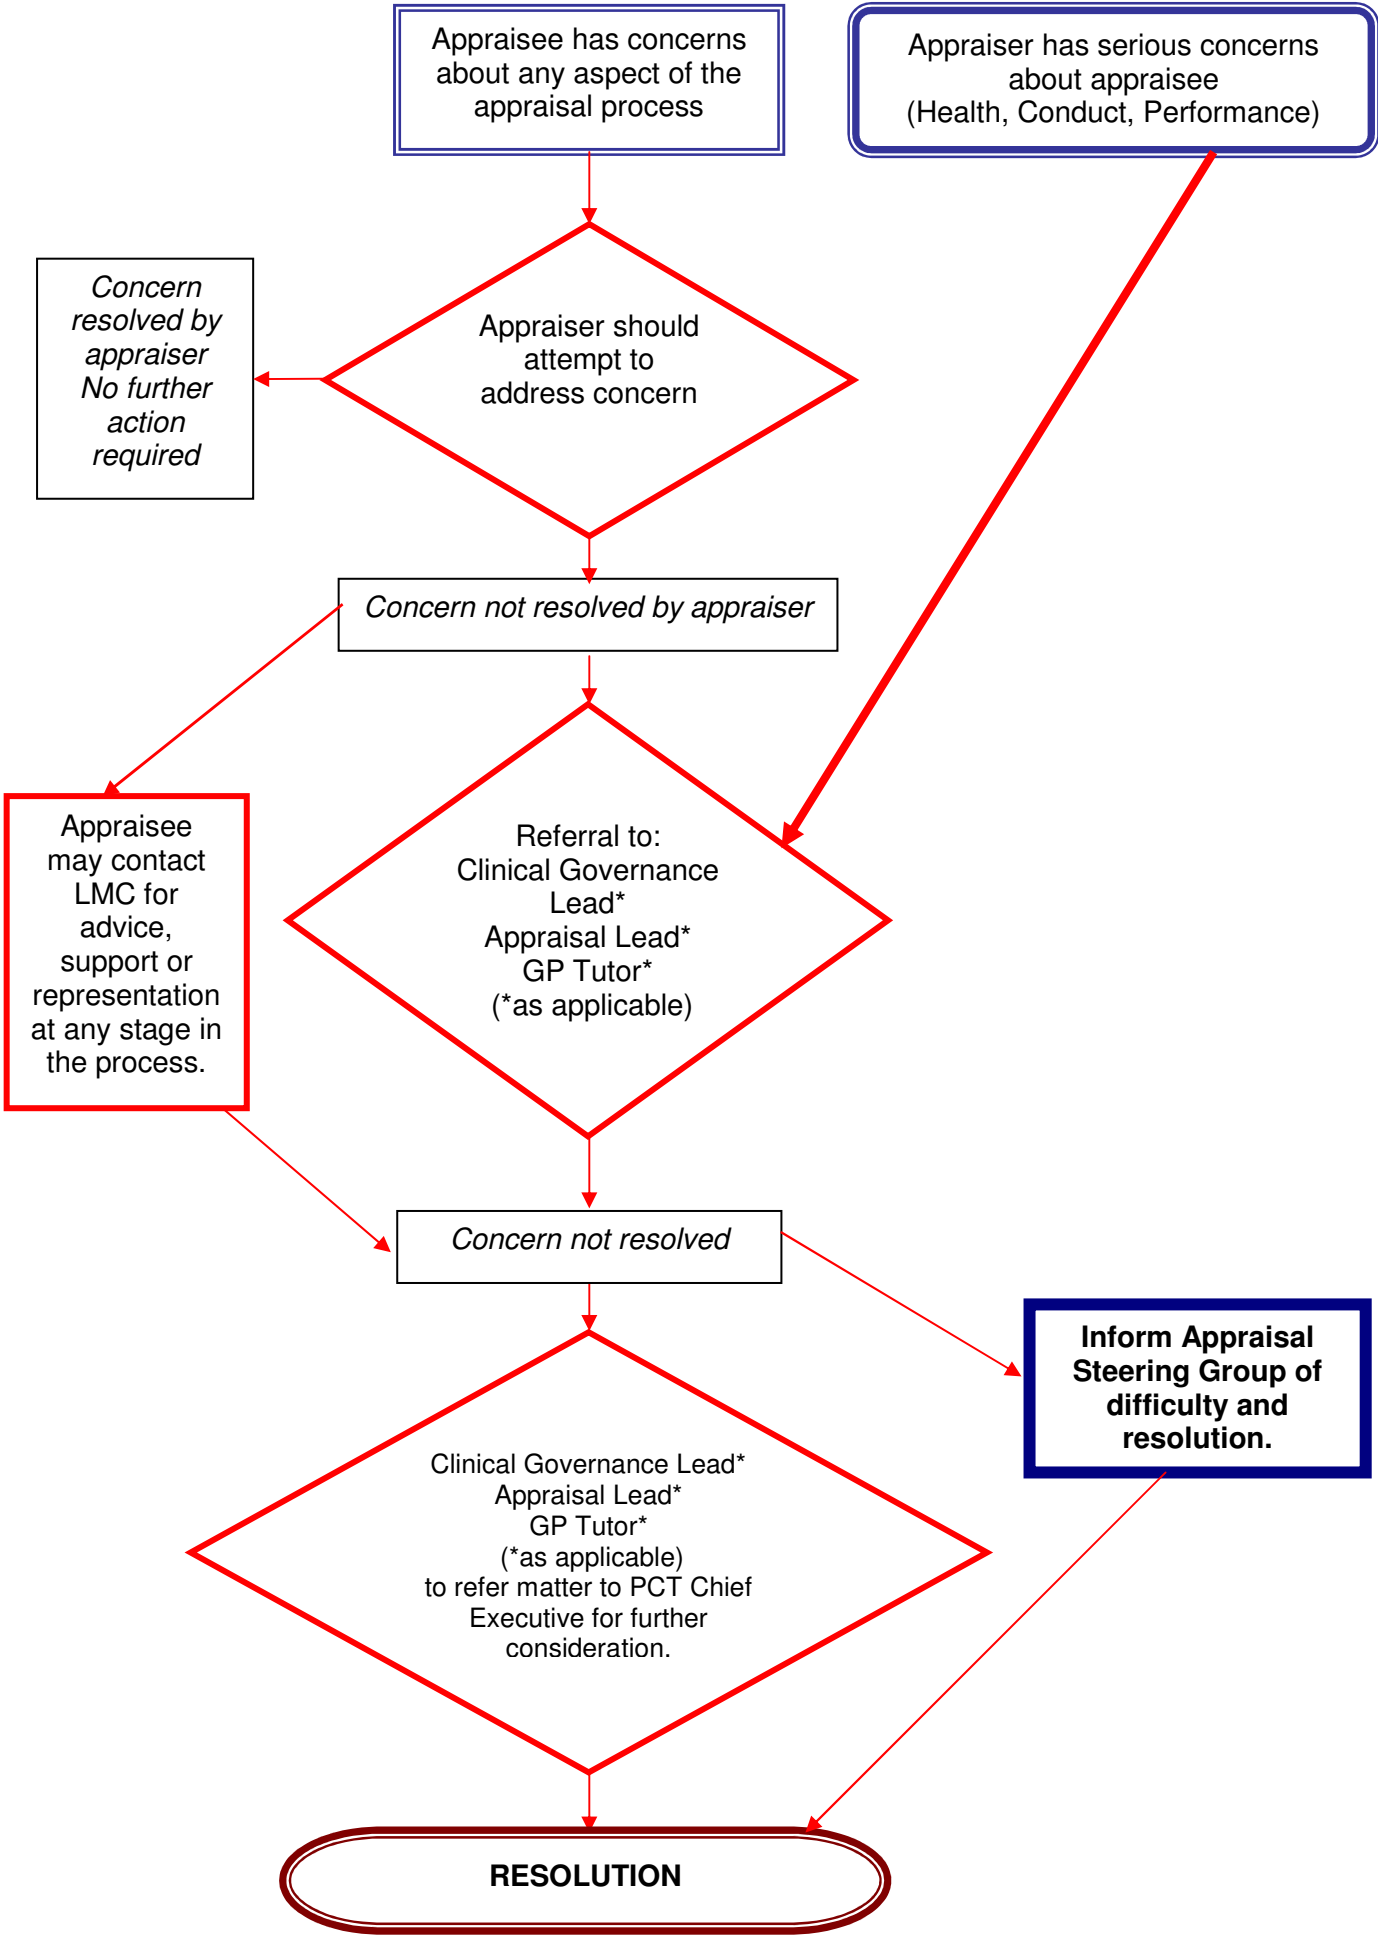 Appraisee has concerns
about any aspect of the
appraisal process
Appraiser has serious concerns
about appraisee
(Health, Conduct, Performance)
Concern
resolved by
appraiser
No further
action
required
Appraiser should
attempt to
address concern
Concern not resolved by appraiser
Appraisee
may contact
LMC for
advice,
support or
representation
at any stage in
the process.
Referral to:
Clinical Governance
Lead*
Appraisal Lead*
GP Tutor*
(*as applicable)
Concern not resolved
Inform Appraisal
Steering Group of
difficulty and
resolution.
Clinical Governance Lead*
Appraisal Lead*
GP Tutor*
(*as applicable)
to refer matter to PCT Chief
Executive for further
consideration.
RESOLUTION